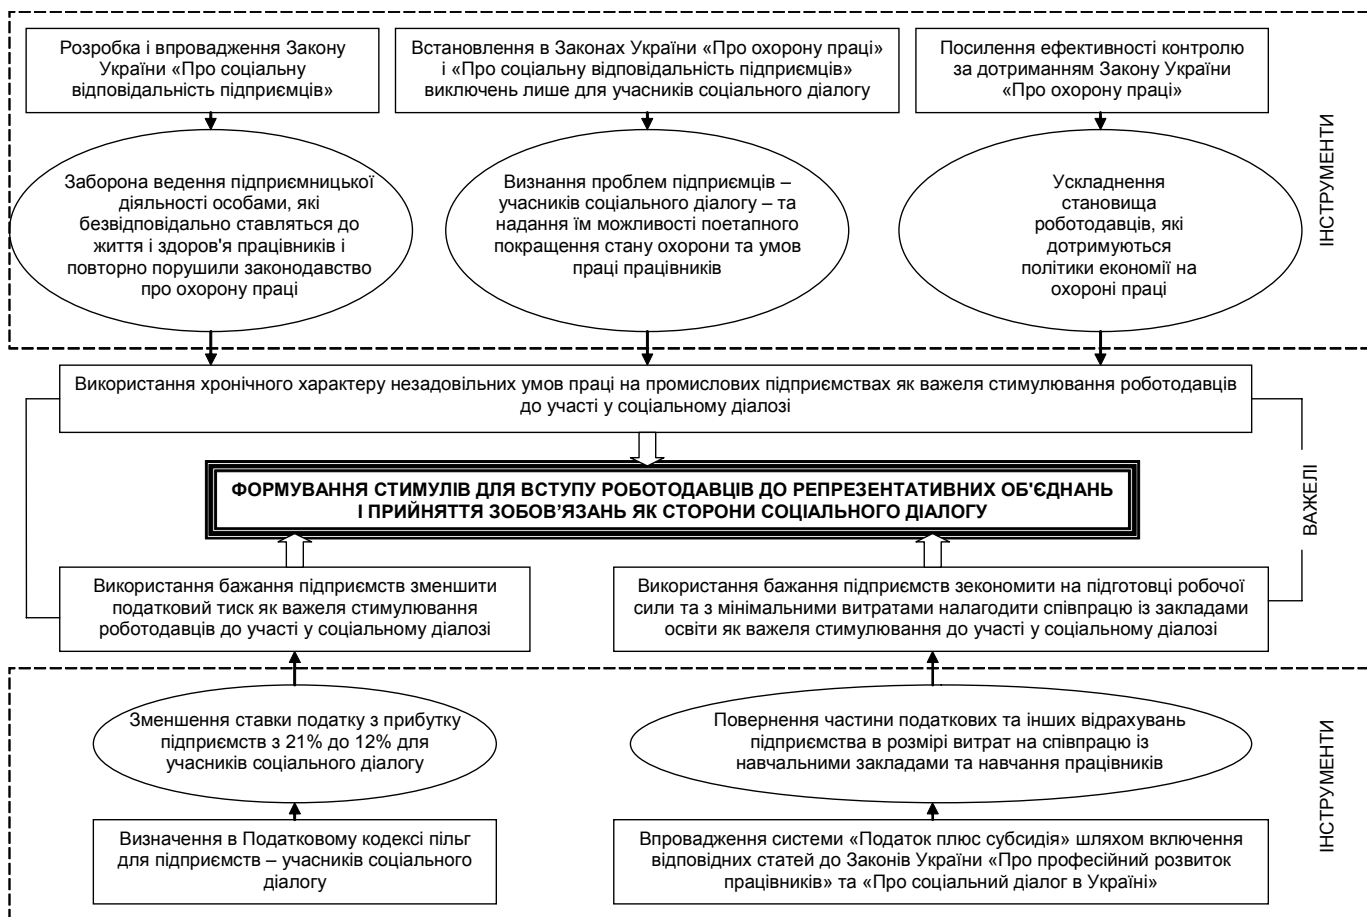 Розробка і впровадження Закону
України «Про соціальну
відповідальність підприємців»
Встановлення в Законах України «Про охорону праці»
і «Про соціальну відповідальність підприємців»
виключень лише для учасників соціального діалогу
Посилення ефективності контролю
за дотриманням Закону України
«Про охорону праці»
Заборона ведення підприємницької
діяльності особами, які
безвідповідально ставляться до
життя і здоров'я працівників і
повторно порушили законодавство
про охорону праці
Визнання проблем підприємців –
учасників соціального діалогу – та
надання їм можливості поетапного
покращення стану охорони та умов
праці працівників
Ускладнення
становища
роботодавців, які
дотримуються
політики економії на
охороні праці
ІНСТРУМЕНТИ
Використання хронічного характеру незадовільних умов праці на промислових підприємствах як важеля стимулювання роботодавців
до участі у соціальному діалозі
ФОРМУВАННЯ СТИМУЛІВ ДЛЯ ВСТУПУ РОБОТОДАВЦІВ ДО РЕПРЕЗЕНТАТИВНИХ ОБ'ЄДНАНЬ
І ПРИЙНЯТТЯ ЗОБОВ’ЯЗАНЬ ЯК СТОРОНИ СОЦІАЛЬНОГО ДІАЛОГУ
ВАЖЕЛІ
Використання бажання підприємств зменшити
податковий тиск як важеля стимулювання
роботодавців до участі у соціальному діалозі
Використання бажання підприємств зекономити на підготовці робочої
сили та з мінімальними витратами налагодити співпрацю із закладами
освіти як важеля стимулювання до участі у соціальному діалозі
Зменшення ставки податку з прибутку
підприємств з 21% до 12% для
учасників соціального діалогу
Повернення частини податкових та інших відрахувань
підприємства в розмірі витрат на співпрацю із
навчальними закладами та навчання працівників
Визначення в Податковому кодексі пільг
для підприємств – учасників соціального
діалогу
Впровадження системи «Податок плюс субсидія» шляхом включення
відповідних статей до Законів України «Про професійний розвиток
працівників» та «Про соціальний діалог в Україні»
ІНСТРУМЕНТИ